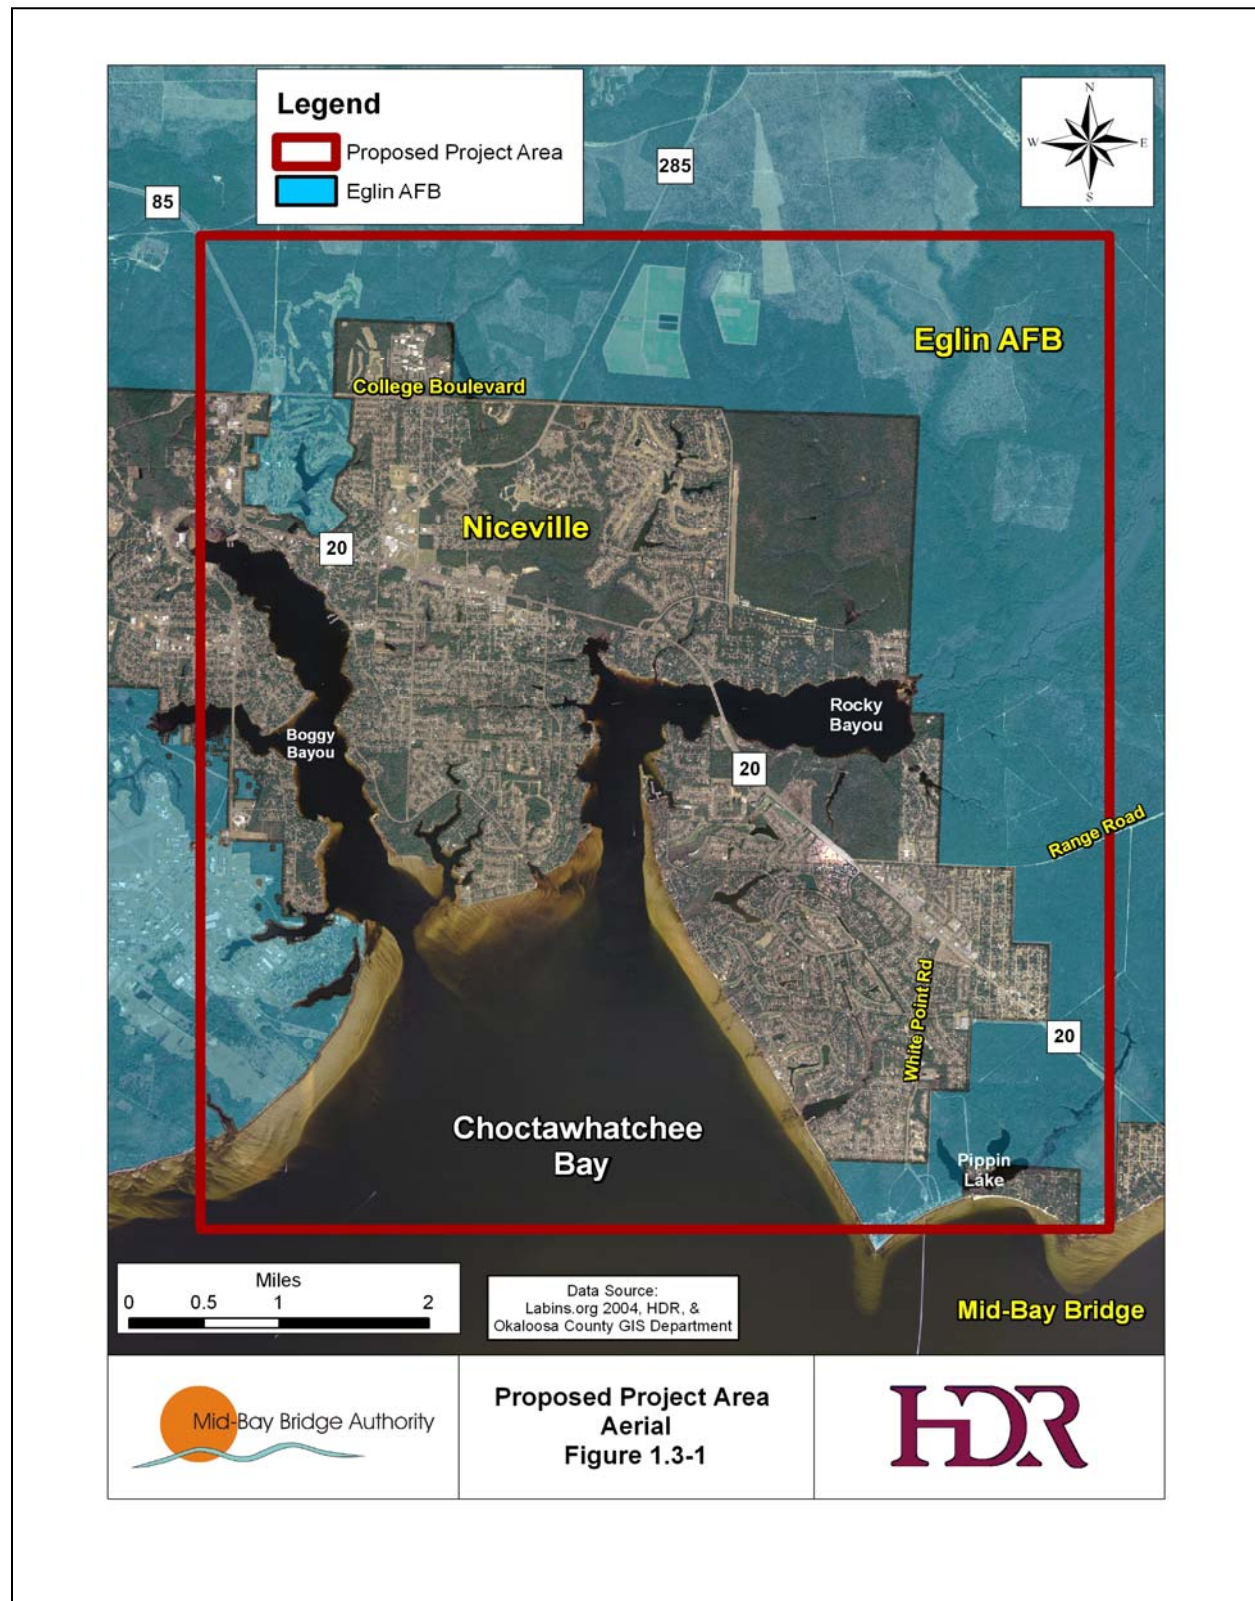 Legend
Proposed Project Area
Eglin AFB
N
W
E
S
85
285
Eglin AFB
College Boulevard
Niceville
20
Boggy
Bayou
Rocky
Bayou
20
Range Road
White Point Rd
20
Choctawhatchee
Bay
Pippin
Lake
Miles
0 0.5 1 2
Data Source:
Labins.org 2004, HDR, &
Okaloosa County GIS Department
Mid-Bay Bridge
Mid-Bay Bridge Authority
Proposed Project Area
Aerial
Figure 1.3-1
HDR